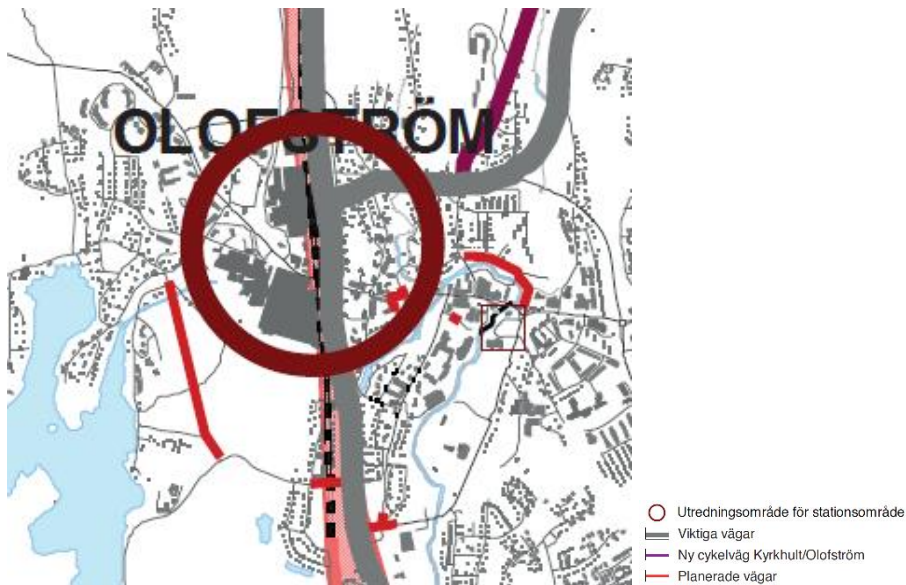 OLOFSTRÖM
Utredningsområde för stationsområde
Viktiga vägar
Ny cykelväg Kyrkhult/Olofström
Planerade vägar